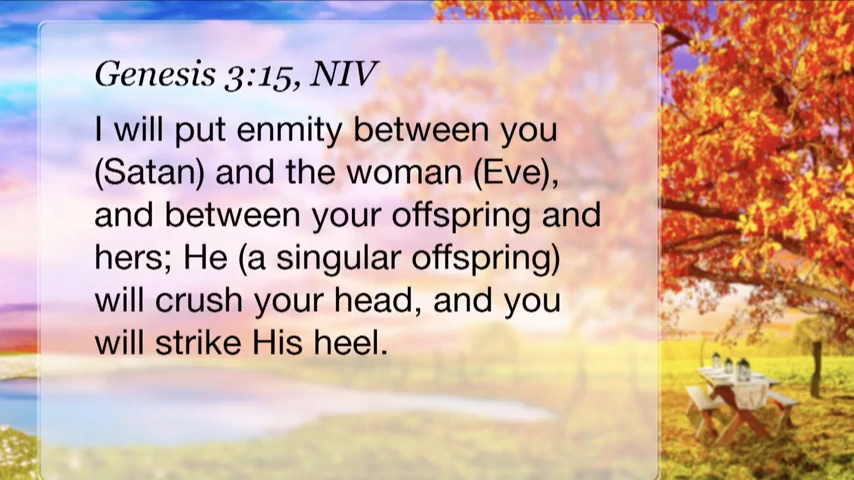 Genesis 3:15, NIV
I will put enmity between you
(Satan) and the woman (Eve),
and between your offspring and
hers; He (a singular offspring)
will crush your head, and you
will strike His heel.